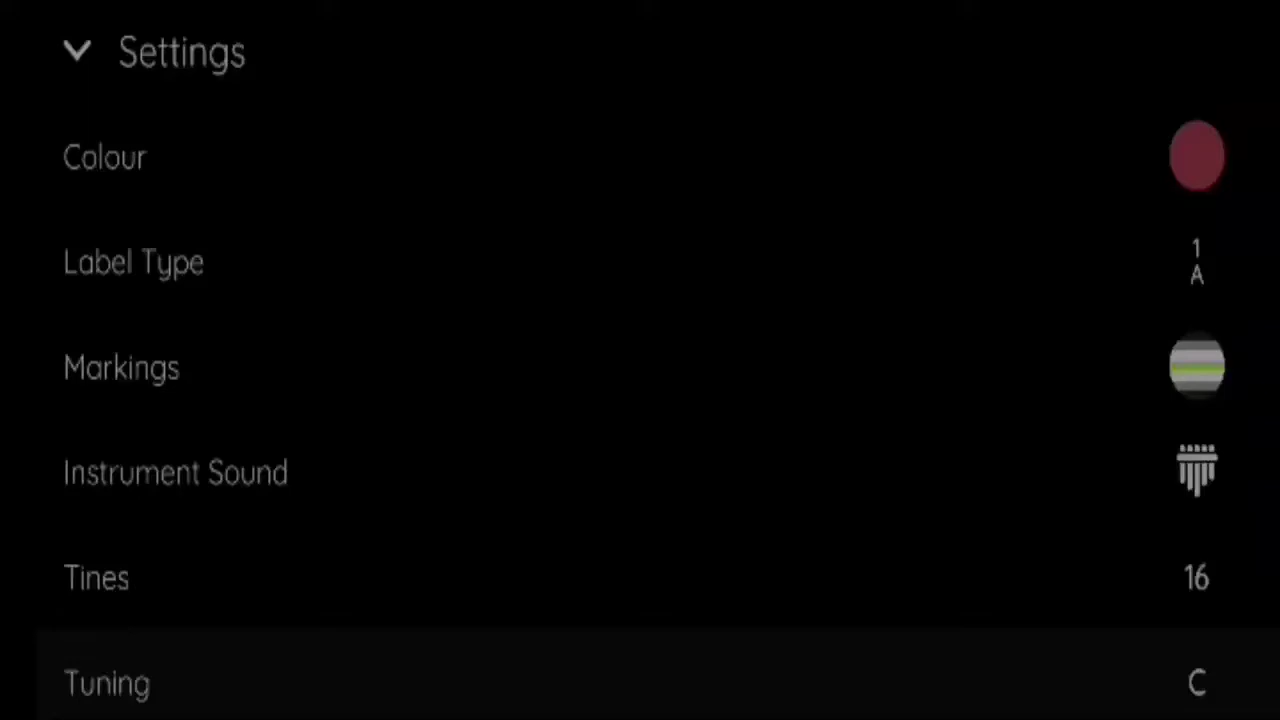 Settings
Colour
Label Type
1
A
Markings
Instrument Sound
Tines 16
Tuning C